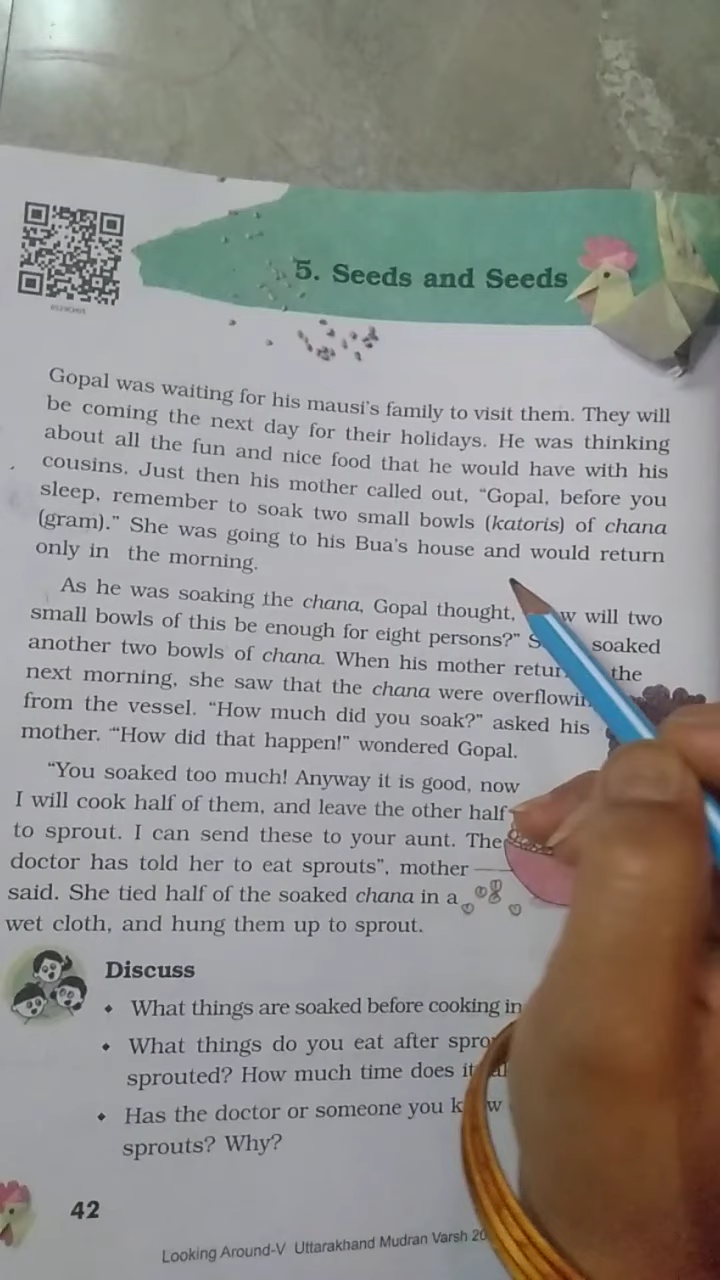 5. Seeds and Seeds
Gopal was waiting for his mausi's family to visit them. They will
be coming the next day for their holidays. He was thinking
about all the fun and nice food that he would have with his
cousins. Just then his mother called out, "Gopal, before you
sleep, remember to soak two small bowls (katoris) of chana
(gram)." She was going to his Bua's house and would return
only in the morning.
As he was soaking the chana, Gopal thought, will two
small bowls of this be enough for eight persons?" soaked
another two bowls of chana. When his mother the
next morning, she saw that the chana were
from the vessel. "How much did you soak?" asked his
mother. "How did that happen!" wondered Gopal.
"You soaked too much! Anyway it is good, now
I will cook half of them, and leave the other half
to sprout. I can send these to your aunt. The
doctor has told her to eat sprouts", mother
said. She tied half of the soaked chana in a
wet cloth, and hung them up to sprout.
Discuss
• What things are soaked before cooking in
• What things do you eat after
sprouted? How much time does it
• Has the doctor or someone you
sprouts? Why?
42
Looking Around-V Uttarakhand Mudran Varsh